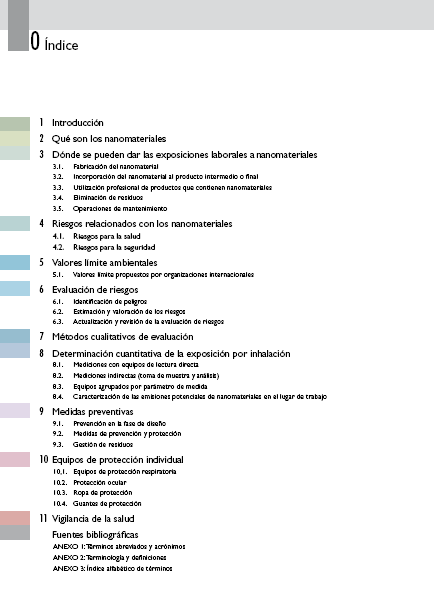 0 Índice
1 Introducción
2 Qué son los nanomateriales
3 Dónde se pueden dar las exposiciones laborales a nanomateriales
3.1. Fabricación del nanomaterial
3.2. Incorporación del nanomaterial al producto intermedio o final
3.3. Utilización profesional de productos que contienen nanomateriales
3.4. Eliminación de residuos
3.5. Operaciones de mantenimiento
4 Riesgos relacionados con los nanomateriales
4.1. Riesgos para la salud
4.2. Riesgos para la seguridad
5 Valores límite ambientales
5.1. Valores límite propuestos por organizaciones internacionales
6 Evaluación de riesgos
6.1. Identificación de peligros
6.2. Estimación y valoración de los riesgos
6.3. Actualización y revisión de la evaluación de riesgos
7 Métodos cualitativos de evaluación
8 Determinación cuantitativa de la exposición por inhalación
8.1. Mediciones con equipos de lectura directa
8.2. Mediciones indirectas (toma de muestra y análisis)
8.3. Equipos agrupados por parámetro de medida
8.4. Caracterización de las emisiones potenciales de nanomateriales en el lugar de trabajo
9 Medidas preventivas
9.1. Prevención en la fase de diseño
9.2. Medidas de prevención y protección
9.3. Gestión de residuos
10 Equipos de protección individual
10.1. Equipos de protección respiratoria
10.2. Protección ocular
10.3. Ropa de protección
10.4. Guantes de protección
11 Vigilancia de la salud
Fuentes bibliográficas
ANEXO 1: Términos abreviados y acrónimos
ANEXO 2: Terminología y definiciones
ANEXO 3: Índice alfabético de términos